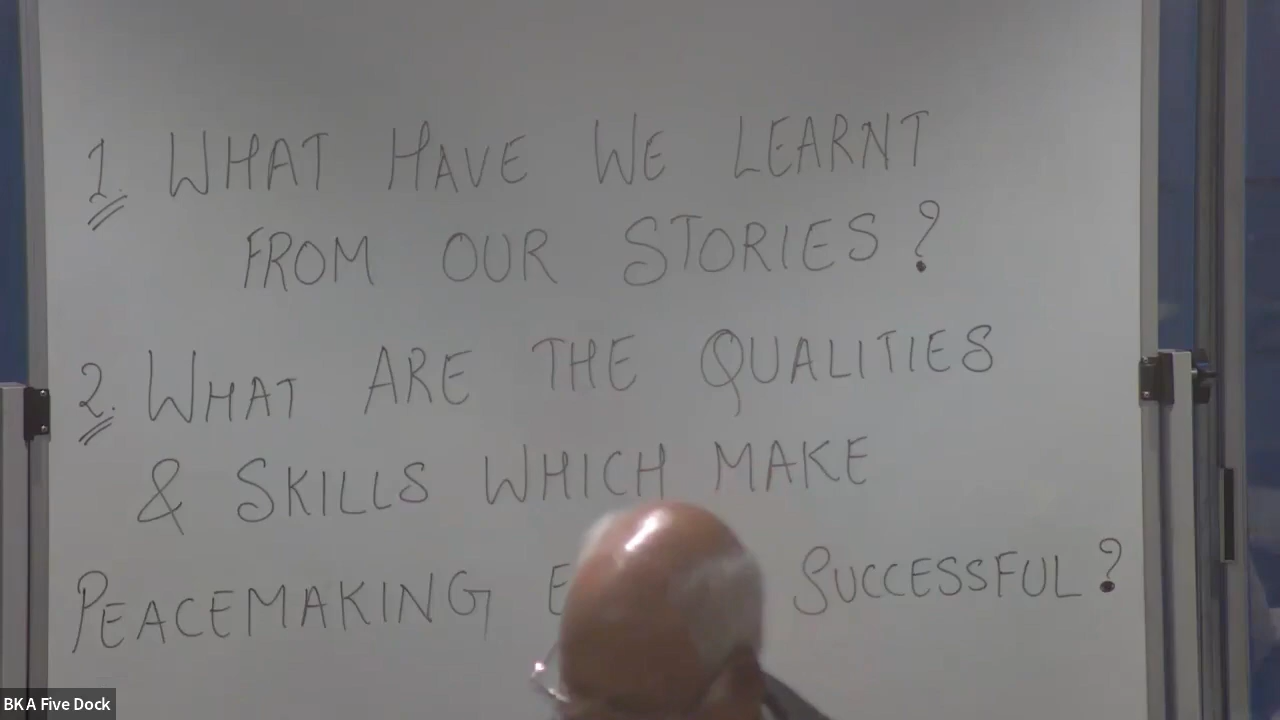 1. WHAT HAVE WE LEARNT
FROM OUR STORIES?
2. WHAT ARE THE QUALITIES
& SKILLS WHICH MAKE
PEACEMAKING SUCCESSFUL?
BKA Five Dock